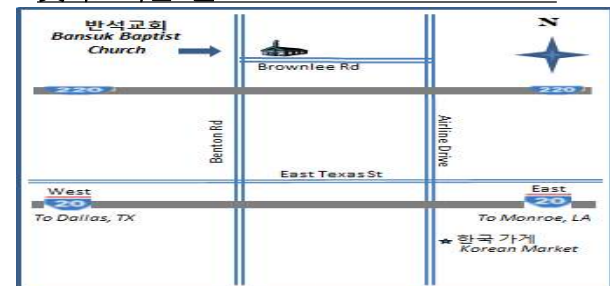 반석교회
Bansuk Baptist
Church
N
Brownlee Rd
220
220
Benton Rd
Airline Drive
East Texas St
West
20
To Dallas, TX
East
20
To Monroe, LA
★ 한국 가게
Korean Market